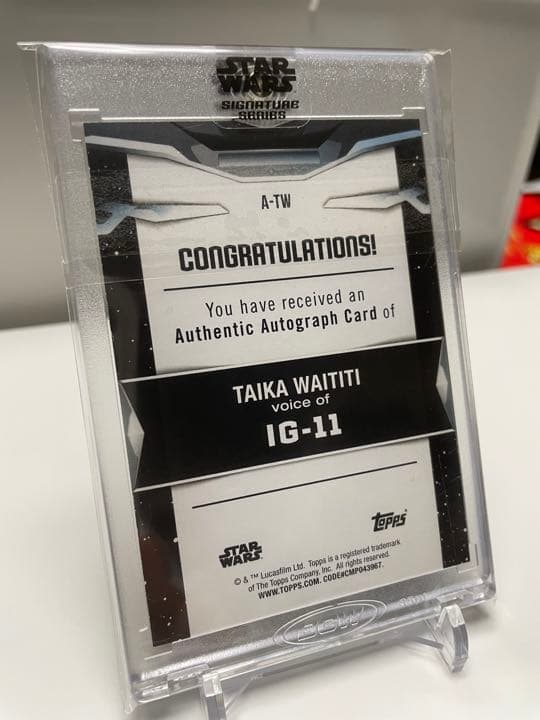 STAR
WARS
SIGNATURE
SERIES
A-TW
CONGRATULATIONS!
You have received an
Authentic Autograph Card of
TAIKA WAITITI
voice of
IG-11
STAR
WARS
Topps
© & ™ Lucasfilm Ltd. Topps is a registered trademark
of The Topps Company, Inc. All rights reserved.
WWW.TOPPS.COM. CODE#CMP043967.
BCW